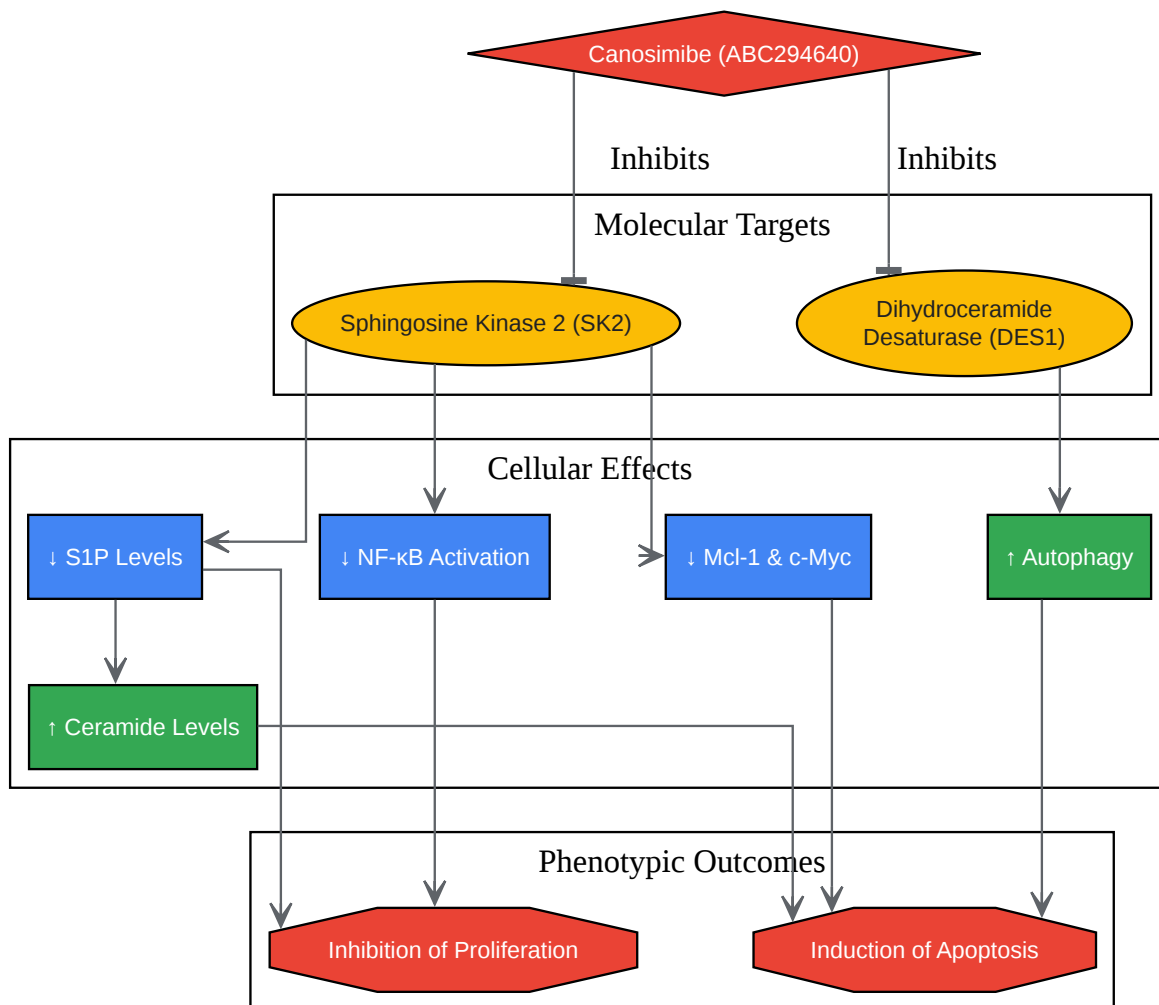 Canosimibe (ABC294640)
Inhibits
Inhibits
Molecular Targets
Sphingosine Kinase 2 (SK2)
Dihydroceramide
Desaturase (DES1)
Cellular Effects
↓ S1P Levels
↓ NF-κB Activation
↓ Mcl-1 & c-Myc
↑ Autophagy
↑ Ceramide Levels
Phenotypic Outcomes
Inhibition of Proliferation
Induction of Apoptosis